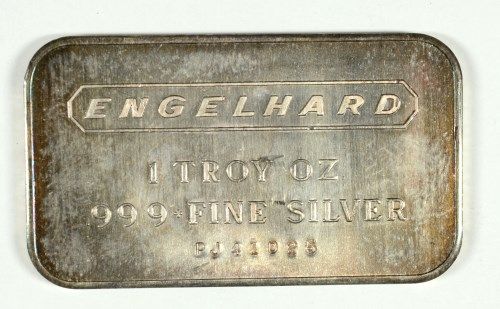 ENGELHARD
1 TROY OZ
999+ FINE SILVER